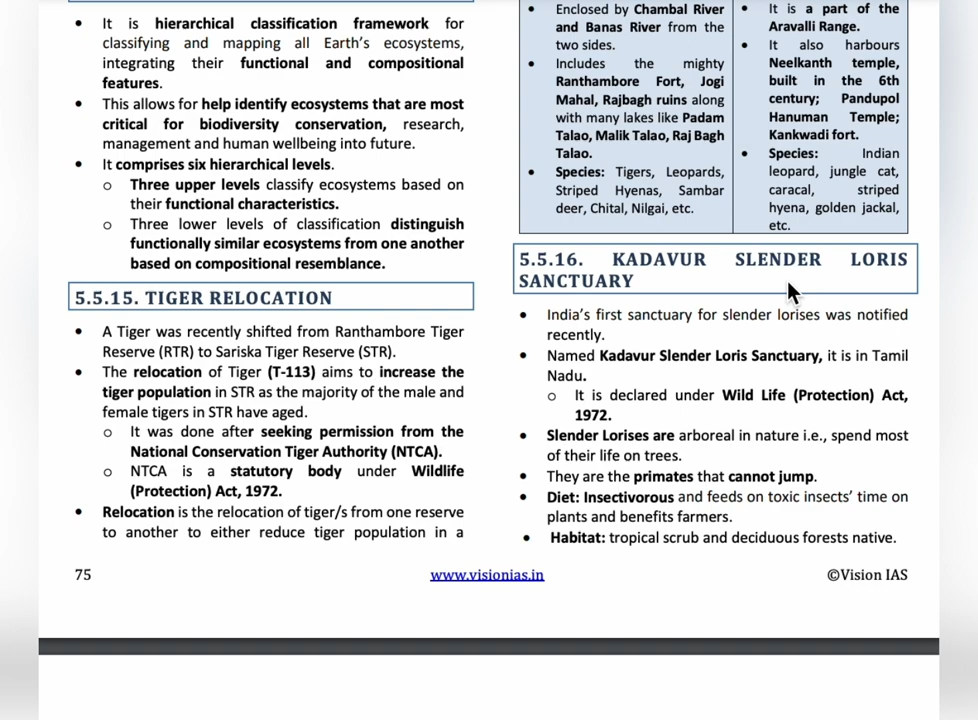 • It is hierarchical classification framework for
classifying and mapping all Earth's ecosystems,
integrating their functional and compositional
features.
• This allows for help identify ecosystems that are most
critical for biodiversity conservation, research,
management and human wellbeing into future.
• It comprises six hierarchical levels.
o Three upper levels classify ecosystems based on
their functional characteristics.
o Three lower levels of classification distinguish
functionally similar ecosystems from one another
based on compositional resemblance.
5.5.15. TIGER RELOCATION
• A Tiger was recently shifted from Ranthambore Tiger
Reserve (RTR) to Sariska Tiger Reserve (STR).
• The relocation of Tiger (T-113) aims to increase the
tiger population in STR as the majority of the male and
female tigers in STR have aged.
o It was done after seeking permission from the
National Conservation Tiger Authority (NTCA).
o NTCA is a statutory body under Wildlife
(Protection) Act, 1972.
• Relocation is the relocation of tiger/s from one reserve
to another to either reduce tiger population in a
• Enclosed by Chambal River
and Banas River from the
two sides.
• Includes the mighty
Ranthambore Fort, Jogi
Mahal, Rajbagh ruins along
with many lakes like Padam
Talao, Malik Talao, Raj Bagh
Talao.
• Species: Tigers, Leopards,
Striped Hyenas, Sambar
deer, Chital, Nilgai, etc.
• It is a part of the
Aravalli Range.
• It also harbours
Neelkanth temple,
built in the 6th
century; Pandupol
Hanuman Temple;
Kankwadi fort.
• Species: Indian
leopard, jungle cat,
caracal, striped
hyena, golden jackal,
etc.
5.5.16. KADAVUR SLENDER LORIS
SANCTUARY
• India's first sanctuary for slender lorises was notified
recently.
• Named Kadavur Slender Loris Sanctuary, it is in Tamil
Nadu.
o It is declared under Wild Life (Protection) Act,
1972.
• Slender Lorises are arboreal in nature i.e., spend most
of their life on trees.
• They are the primates that cannot jump.
• Diet: Insectivorous and feeds on toxic insects' time on
plants and benefits farmers.
• Habitat: tropical scrub and deciduous forests native.
75
www.visionias.in
©Vision IAS